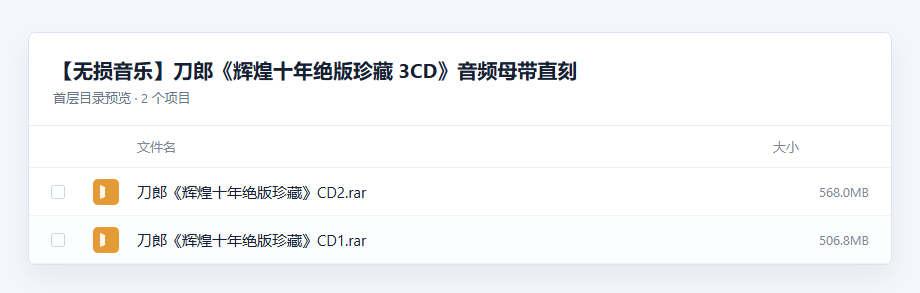 【无损音乐】刀郎《辉煌十年绝版珍藏 3CD》音频母带直刻
首层目录预览 · 2 个项目
文件名 大小
刀郎《辉煌十年绝版珍藏》CD2.rar 568.0MB
刀郎《辉煌十年绝版珍藏》CD1.rar 506.8MB